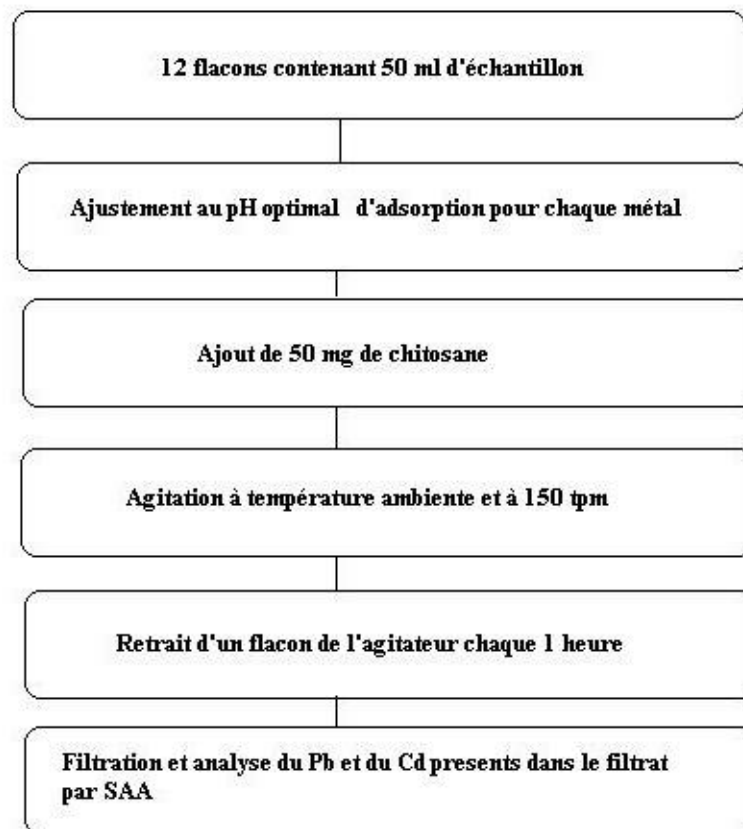 12 flacons contenant 50 ml d'échantillon
Ajustement au pH optimal d'adsorption pour chaque métal
Ajout de 50 mg de chitosane
Agitation à température ambiente et à 150 tpm
Retrait d'un flacon de l'agitateur chaque 1 heure
Filtration et analyse du Pb et du Cd presents dans le filtrat
par SAA